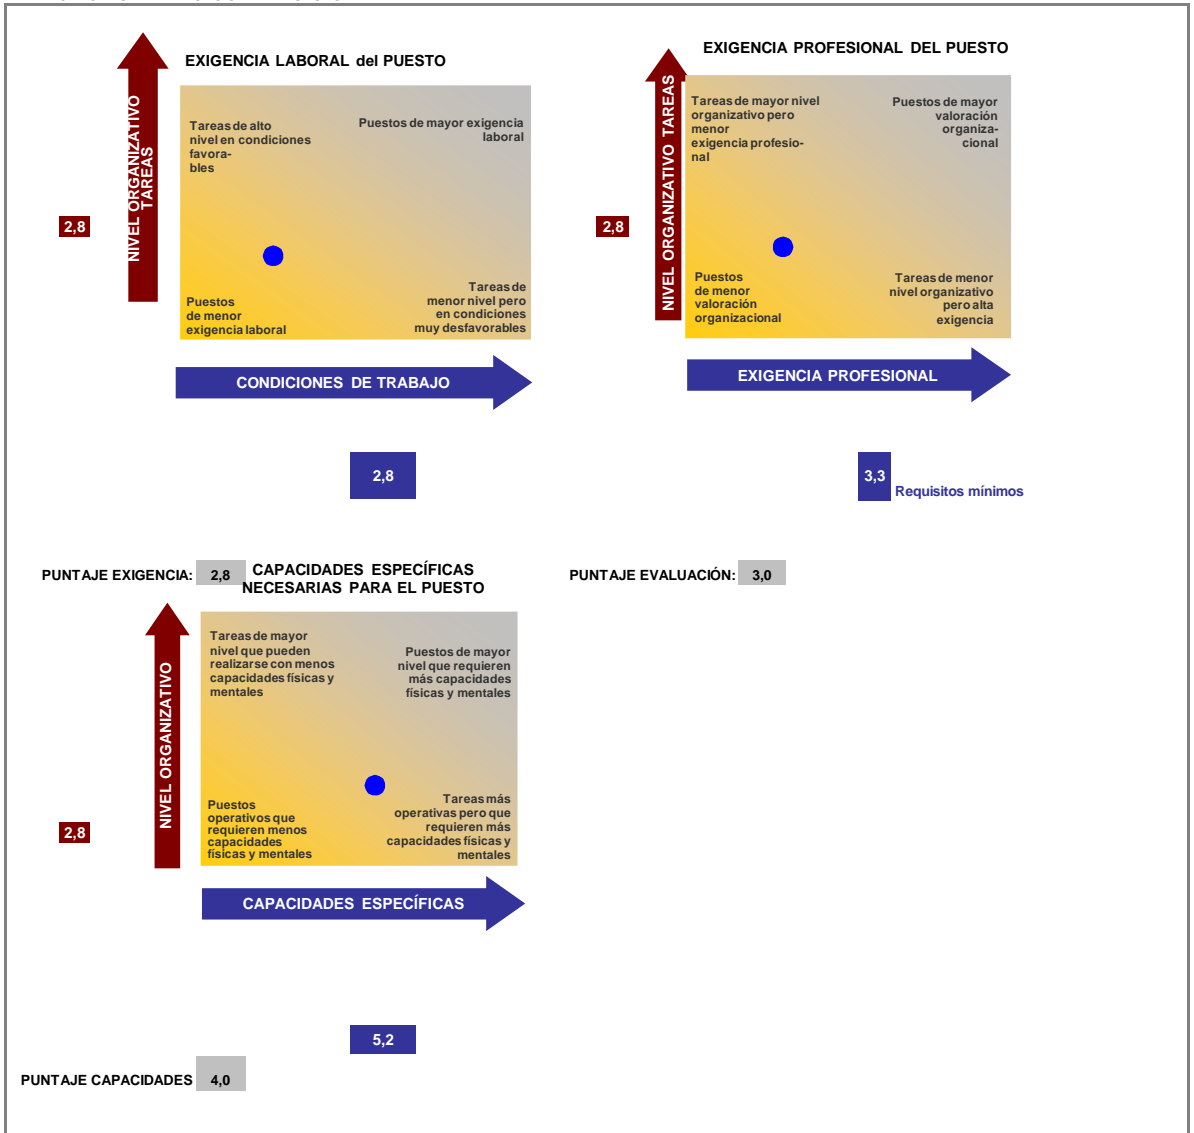 EXIGENCIA LABORAL del PUESTO
NIVEL ORGANIZATIVO
TAREAS
Tareas de alto
nivel en condiciones
favora-
bles
Puestos de mayor exigencia
laboral
2,8
Puestos
de menor
exigencia laboral
Tareas de
menor nivel pero
en condiciones
muy desfavorables
CONDICIONES DE TRABAJO
2,8
EXIGENCIA PROFESIONAL DEL PUESTO
NIVEL ORGANIZATIVO TAREAS
Tareas de mayor nivel
organizativo pero
menor
exigencia profesio-
nal
Puestos de mayor
valoración
organiza-
cional
2,8
Puestos
de menor
valoración
organizacional
Tareas de menor
nivel organizativo
pero alta
exigencia
EXIGENCIA PROFESIONAL
3,3
Requisitos mínimos
PUNTAJE EXIGENCIA: 2,8
PUNTAJE EVALUACIÓN: 3,0
CAPACIDADES ESPECÍFICAS
NECESARIAS PARA EL PUESTO
NIVEL ORGANIZATIVO
Tareas de mayor
nivel que pueden
realizarse con menos
capacidades físicas y
mentales
Puestos de mayor
nivel que requieren
más capacidades
físicas y mentales
2,8
Puestos
operativos que
requieren menos
capacidades
físicas y mentales
Tareas más
operativas pero que
requieren más
capacidades físicas y
mentales
CAPACIDADES ESPECÍFICAS
5,2
PUNTAJE CAPACIDADES 4,0